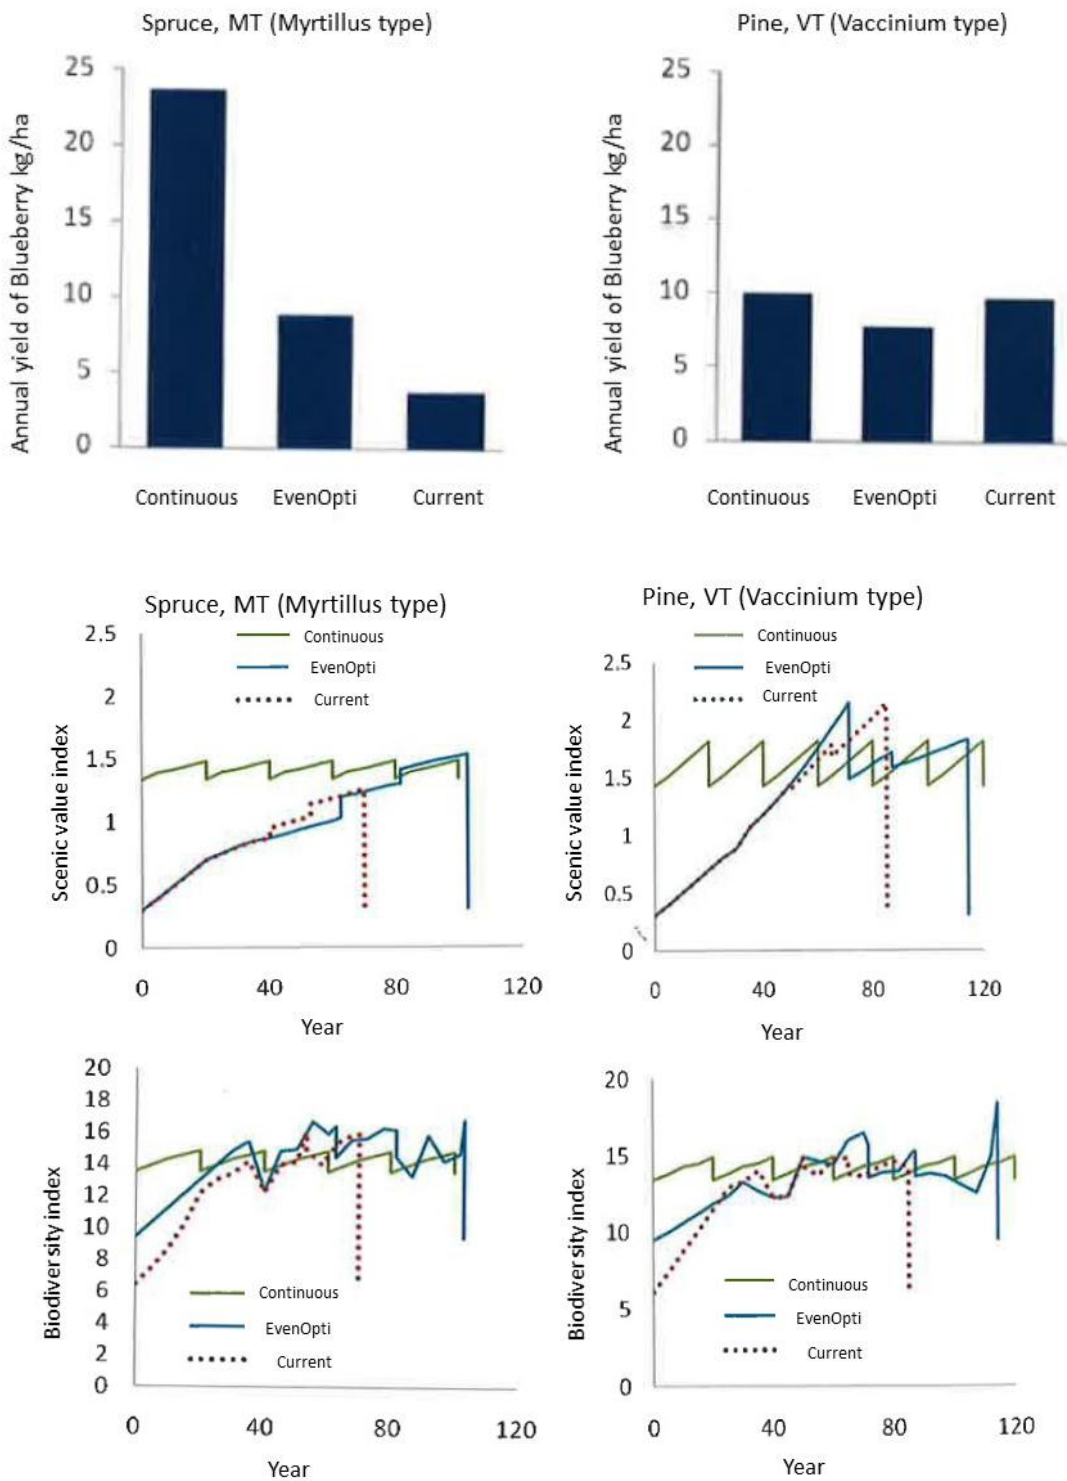 Spruce, MT (Myrtillus type)
Pine, VT (Vaccinium type)
Annual yield of Blueberry kg/ha
25
20
15
10
5
0
Continuous EvenOpti Current
Annual yield of Blueberry kg/ha
25
20
15
10
5
0
Continuous EvenOpti Current
Spruce, MT (Myrtillus type)
Continuous
EvenOpti
Current
Scenic value index
2.5
2
1.5
1
0.5
0
0 40 80 120
Year
Pine, VT (Vaccinium type)
Continuous
EvenOpti
Current
Scenic value index
2.5
2
1.5
1
0.5
0
0 40 80 120
Year
Biodiversity index
20
18
16
14
12
10
8
6
4
2
0
Continuous
EvenOpti
Current
0 40 80 120
Year
Biodiversity index
20
15
10
5
0
Continuous
EvenOpti
Current
0 40 80 120
Year